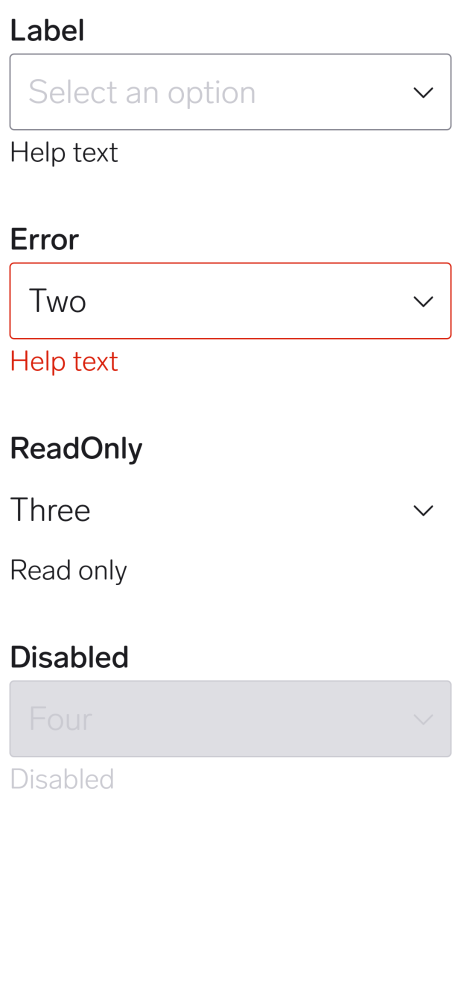 Label
Select an option
Help text
Error
Two
Help text
ReadOnly
Three
Read only
Disabled
Four
Disabled